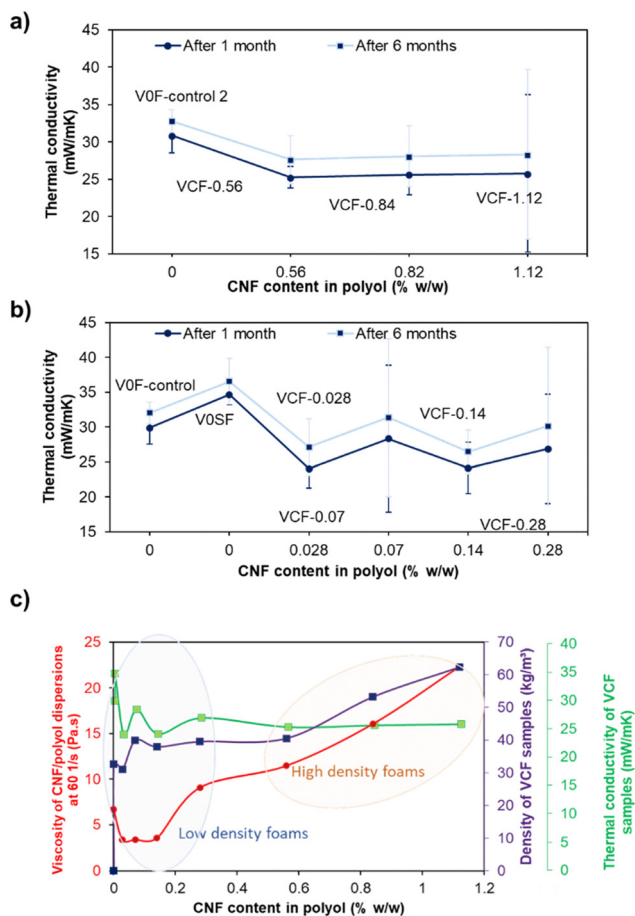 a)
After 1 month
After 6 months
Thermal conductivity
(mW/mK)
45
40
35
30
25
20
15
V0F-control 2
VCF-0.56
VCF-0.84
VCF-1.12
0
0.56
0.82
1.12
CNF content in polyol (% w/w)
b)
After 1 month
After 6 months
Thermal conductivity
(mW/mK)
45
40
35
30
25
20
15
V0F-control
V0SF
VCF-0.028
VCF-0.07
VCF-0.14
VCF-0.28
0
0
0.028
0.07
0.14
0.28
CNF content in polyol (% w/w)
c)
Viscosity of CNF/polyol dispersions
at 60 1/s (Pa.s)
25
20
15
10
5
0
Low density foams
High density foams
70
60
50
40
30
20
10
0
Density of VCF samples (kg/m³)
40
35
30
25
20
15
10
5
0
Thermal conductivity of VCF
samples (mW/mK)
0
0.2
0.4
0.6
0.8
1
1.2
CNF content in polyol (% w/w)